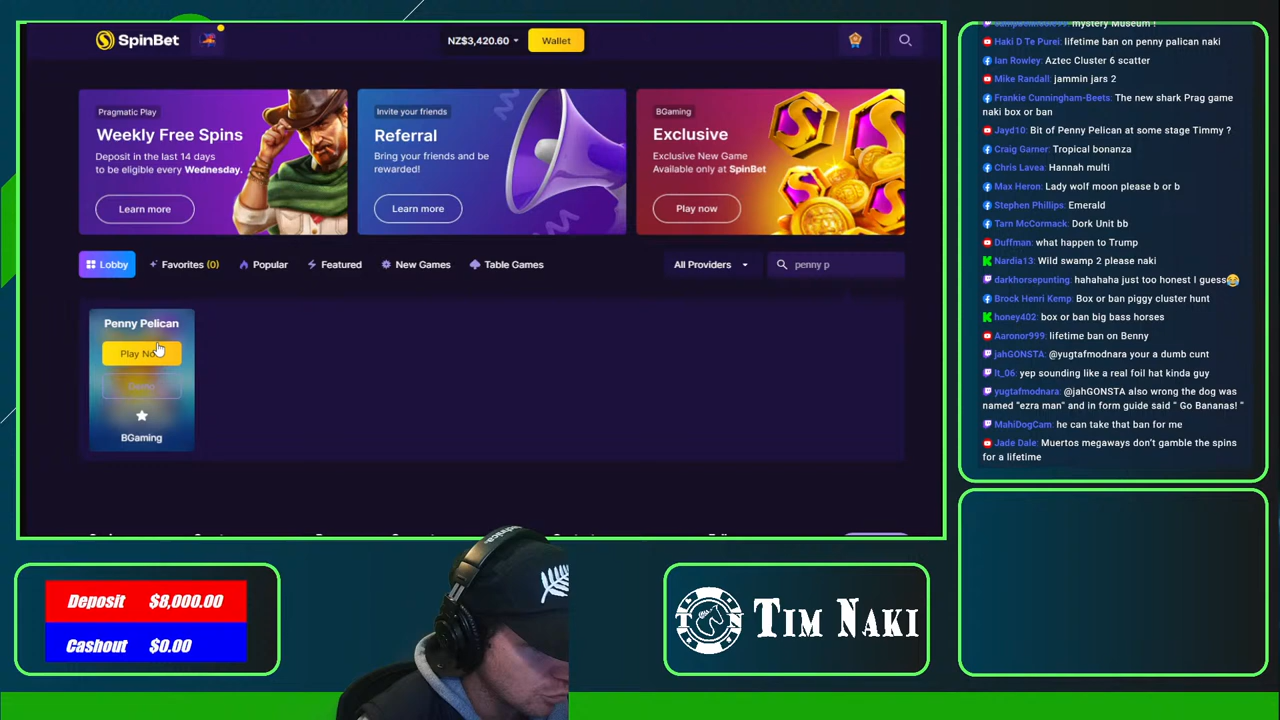 SpinBet
NZ$3,420.60
Wallet
Pragmatic Play
Weekly Free Spins
Deposit in the last 14 days
to be eligible every Wednesday.
Learn more
Invite your friends
Referral
Bring your friends and be
rewarded!
Learn more
BGaming
Exclusive
Exclusive New Game
Available only at SpinBet
Play now
Lobby
Favorites (0)
Popular
Featured
New Games
Table Games
All Providers
penny p
Penny Pelican
Play No
Demo
BGaming
mystery Museum !
Haki D Te Purei: lifetime ban on penny palican naki
Ian Rowley: Aztec Cluster 6 scatter
Mike Randall: jammin jars 2
Frankie Cunningham-Beets: The new shark Prag game
naki box or ban
Jayd10: Bit of Penny Pelican at some stage Timmy ?
Craig Garner: Tropical bonanza
Chris Lavea: Hannah multi
Max Heron: Lady wolf moon please b or b
Stephen Phillips: Emerald
Tarn McCormack: Dork Unit bb
Duffman: what happen to Trump
Nardia13: Wild swamp 2 please naki
darkhorsepunting: hahahaha just too honest I guess😂
Brock Henri Kemp: Box or ban piggy cluster hunt
honey402: box or ban big bass horses
Aaronor999: lifetime ban on Benny
jahGONSTA: @yugtafmodnara your a dumb cunt
lt_06: yep sounding like a real foil hat kinda guy
yugtafmodnara: @jahGONSTA also wrong the dog was
named "ezra man" and in form guide said " Go Bananas! "
MahiDogCam: he can take that ban for me
Jade Dale: Muertos megaways don't gamble the spins
for a lifetime
Deposit $8,000.00
Cashout $0.00
TIM NAKI